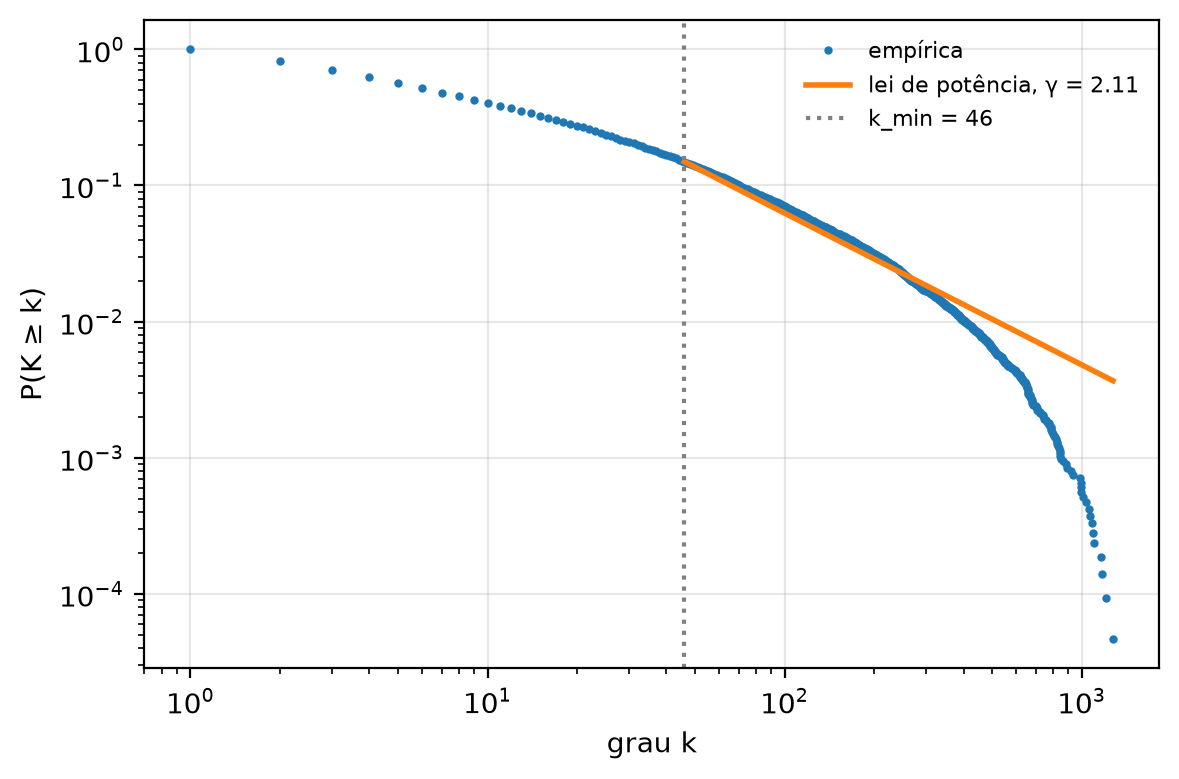 empírica
lei de potência, γ = 2.11
k_min = 46
P(K ≥ k)
10⁰
10⁻¹
10⁻²
10⁻³
10⁻⁴
10⁰ 10¹ 10² 10³
grau k